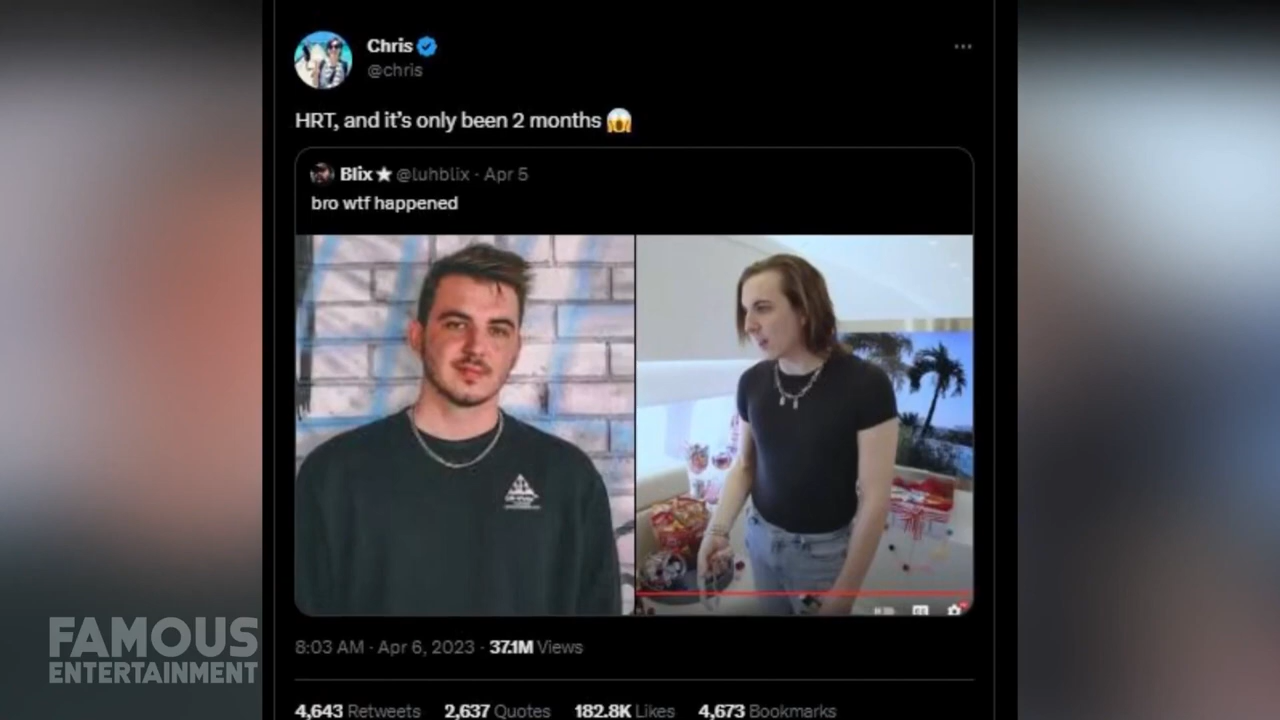 Chris
@chris
HRT, and it's only been 2 months 😱
Blix ★ @luhblix · Apr 5
bro wtf happened
8:03 AM · Apr 6, 2023 · 37.1M Views
4,643 Retweets 2,637 Quotes 182.8K Likes 4,673 Bookmarks
FAMOUS
ENTERTAINMENT